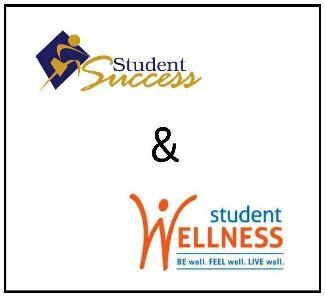 Student
Success
&
student
WELLNESS
BE well. FEEL well. LIVE well.